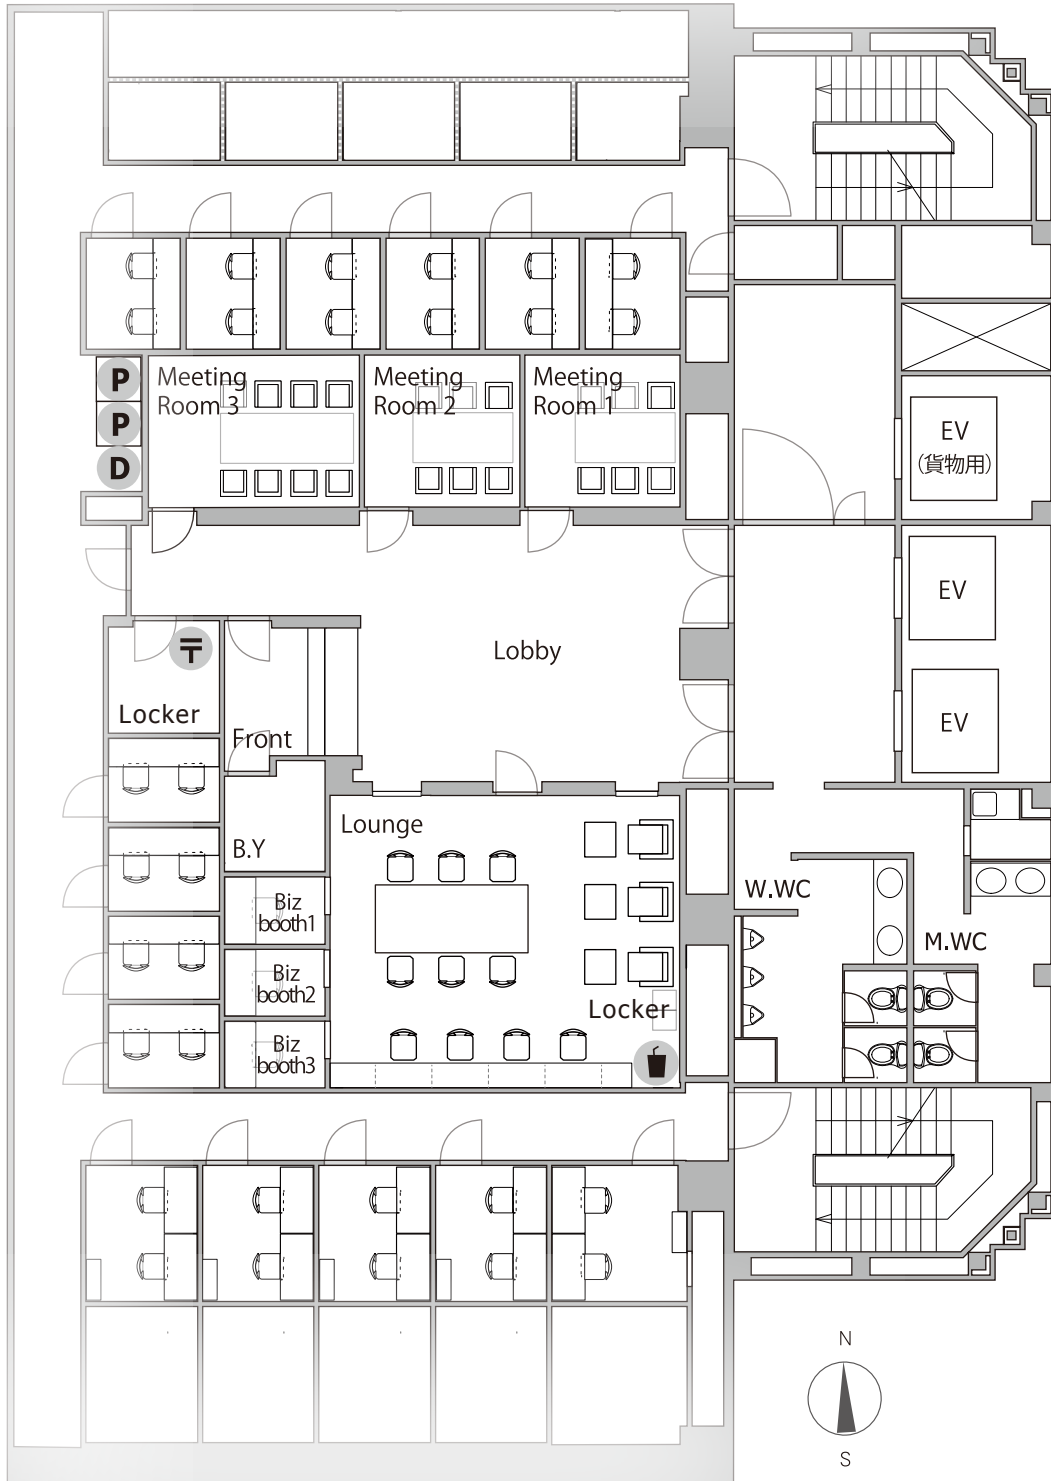 P
P
D
Meeting
Room 3
Meeting
Room 2
Meeting
Room 1
EV
(貨物用)
EV
EV
〒
Lobby
Locker
Front
B.Y
Lounge
Biz
booth1
Biz
booth2
Biz
booth3
Locker
W.WC
M.WC
N
S